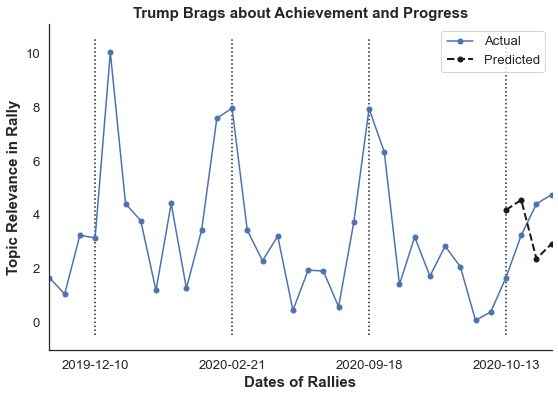 Trump Brags about Achievement and Progress
Actual
Predicted
Topic Relevance in Rally
10
8
6
4
2
0
2019-12-10 2020-02-21 2020-09-18 2020-10-13
Dates of Rallies